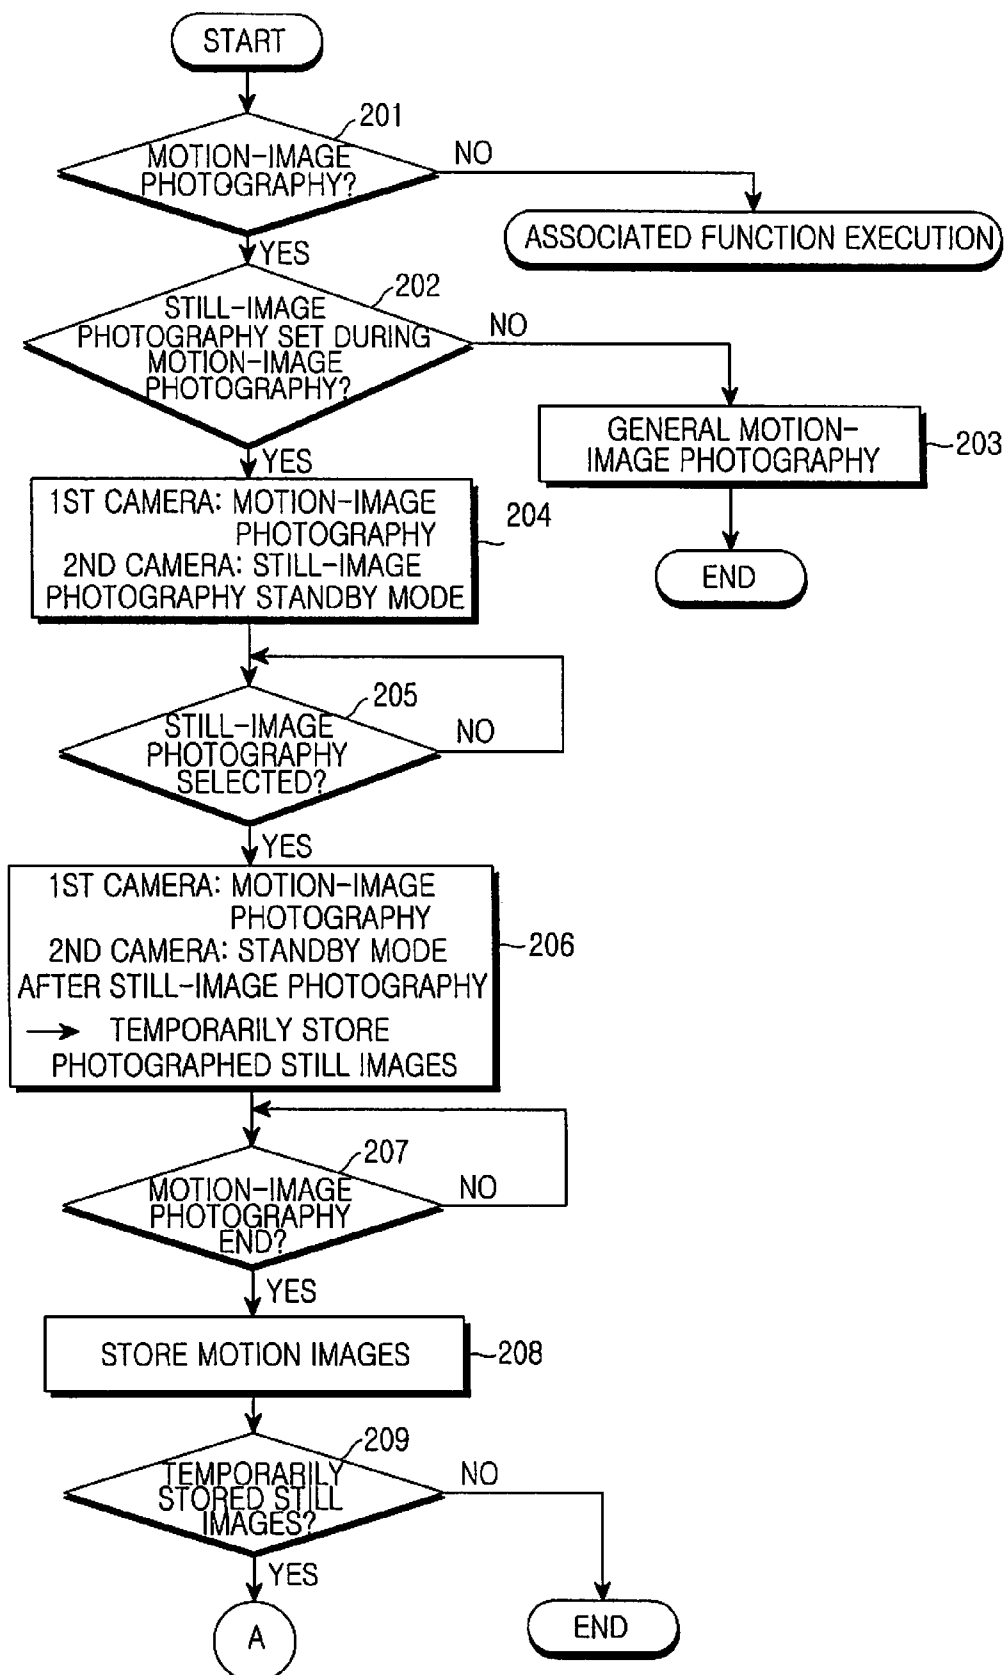 START
201
MOTION-IMAGE
PHOTOGRAPHY?
NO
ASSOCIATED FUNCTION EXECUTION
YES
202
STILL-IMAGE
PHOTOGRAPHY SET DURING
MOTION-IMAGE
PHOTOGRAPHY?
NO
GENERAL MOTION-
IMAGE PHOTOGRAPHY
203
END
YES
1ST CAMERA: MOTION-IMAGE
PHOTOGRAPHY
2ND CAMERA: STILL-IMAGE
PHOTOGRAPHY STANDBY MODE
204
205
STILL-IMAGE
PHOTOGRAPHY
SELECTED?
NO
YES
1ST CAMERA: MOTION-IMAGE
PHOTOGRAPHY
2ND CAMERA: STANDBY MODE
AFTER STILL-IMAGE PHOTOGRAPHY
→ TEMPORARILY STORE
PHOTOGRAPHED STILL IMAGES
206
207
MOTION-IMAGE
PHOTOGRAPHY
END?
NO
YES
STORE MOTION IMAGES
208
209
TEMPORARILY
STORED STILL
IMAGES?
NO
YES
A
END